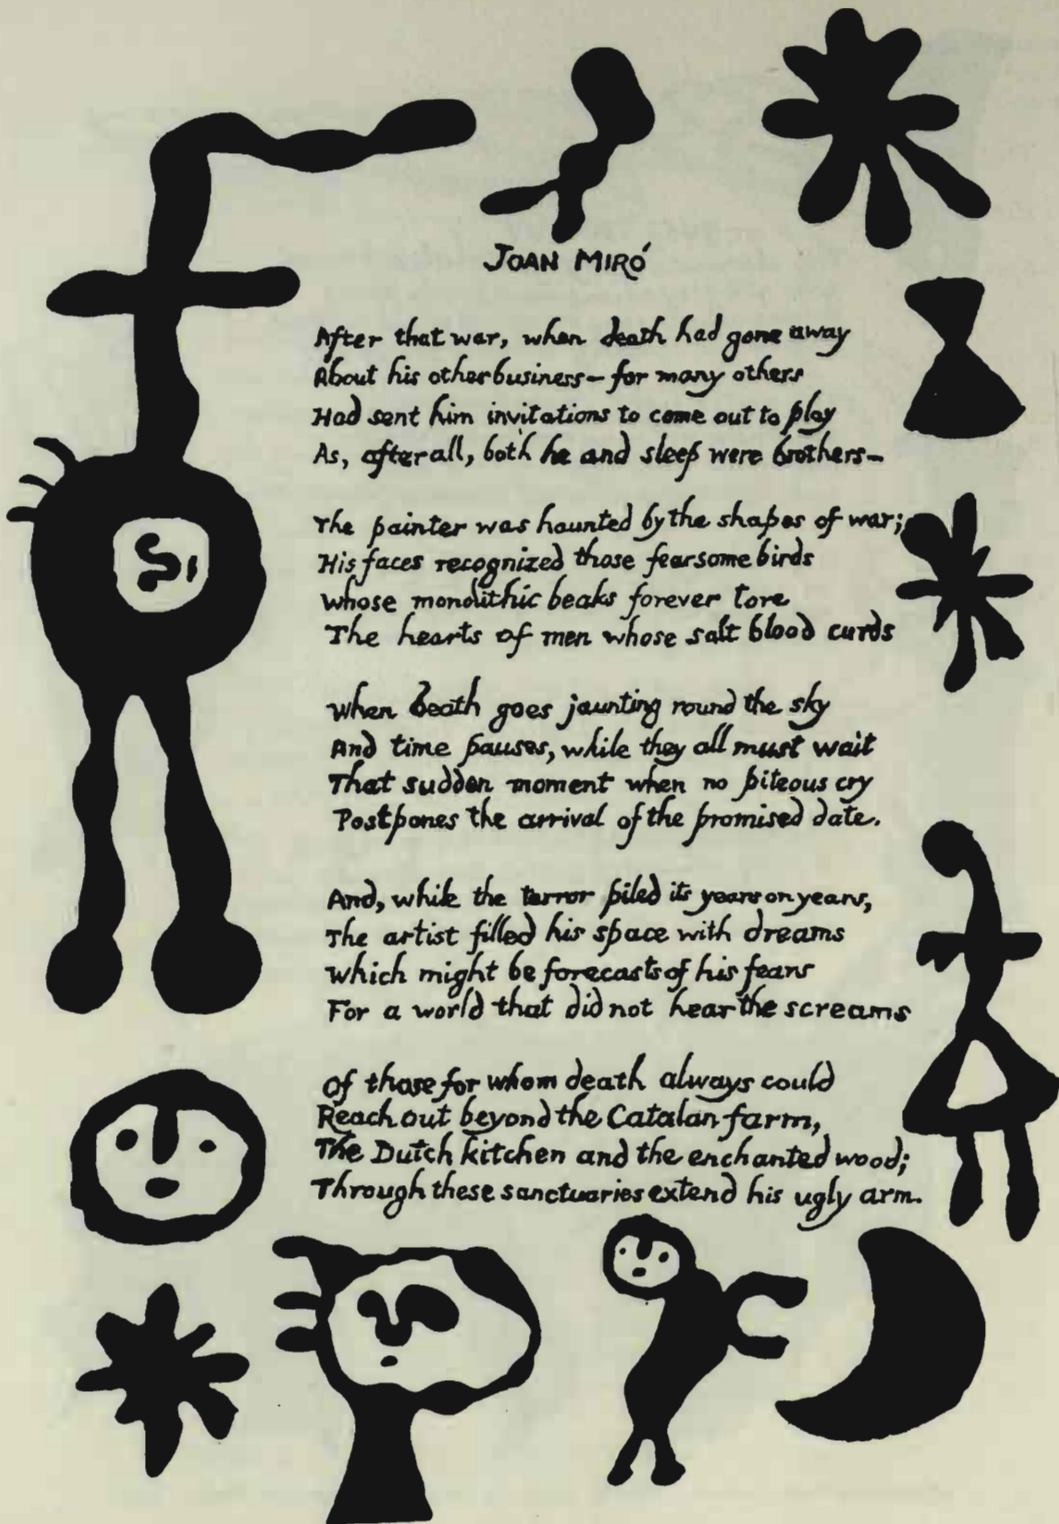 JOAN MIRÓ
After that war, when death had gone away
About his other business – for many others
Had sent him invitations to come out to play
As, after all, both he and sleep were brothers –
The painter was haunted by the shapes of war;
His faces recognized those fearsome birds
Whose monolithic beaks forever tore
The hearts of men whose salt blood curds
When death goes jaunting round the sky
And time pauses, while they all must wait
That sudden moment when no piteous cry
Postpones the arrival of the promised date.
And, while the terror piled its years on years,
The artist filled his space with dreams
Which might be forecasts of his fears
For a world that did not hear the screams
Of those for whom death always could
Reach out beyond the Catalan farm,
The Dutch kitchen and the enchanted wood;
Through these sanctuaries extend his ugly arm.